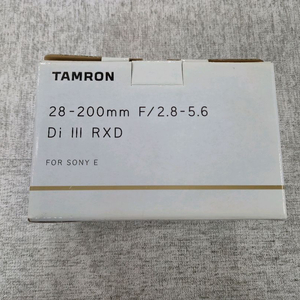 TAMRON
28-200mm F/2.8-5.6
Di III RXD
FOR SONY E